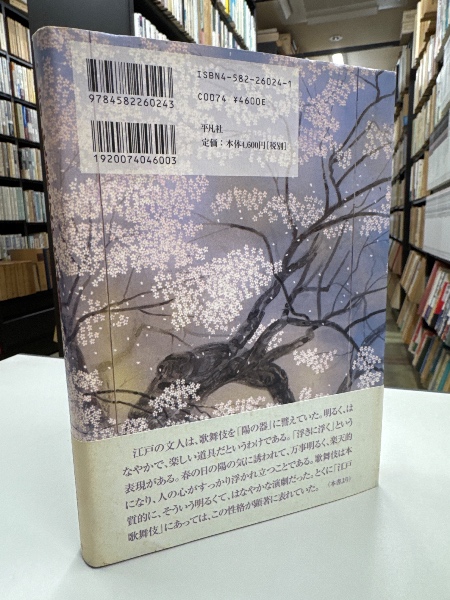 ISBN4-582-26024-1
C0074 ¥4600E
9784582260243
平凡社
定価：本体4,600円[税別]
1920074046003
江戸の文人は、歌舞伎を「陽の器」に譬えていた。明るく、は
なやかで、楽しい道具だというわけである。「浮きに浮く」という
表現がある。春の日の陽の気に誘われて、万事明るく、楽天的
になり、人の心がすっかり浮かれ立つことである。歌舞伎は本
質的に、そういう明るくて、はなやかな演劇だった。とくに「江戸
歌舞伎」にあっては、この性格が顕著に表れていた。
（本書より）